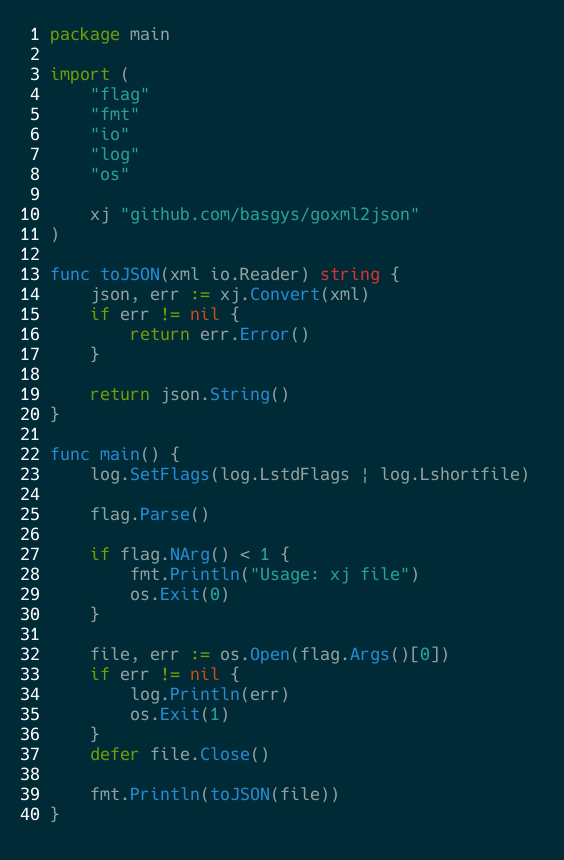 1 package main
2
3 import (
4     "flag"
5     "fmt"
6     "io"
7     "log"
8     "os"
9
10     xj "github.com/basgys/goxml2json"
11 )
12
13 func toJSON(xml io.Reader) string {
14     json, err := xj.Convert(xml)
15     if err != nil {
16         return err.Error()
17     }
18
19     return json.String()
20 }
21
22 func main() {
23     log.SetFlags(log.LstdFlags ¦ log.Lshortfile)
24
25     flag.Parse()
26
27     if flag.NArg() < 1 {
28         fmt.Println("Usage: xj file")
29         os.Exit(0)
30     }
31
32     file, err := os.Open(flag.Args()[0])
33     if err != nil {
34         log.Println(err)
35         os.Exit(1)
36     }
37     defer file.Close()
38
39     fmt.Println(toJSON(file))
40 }